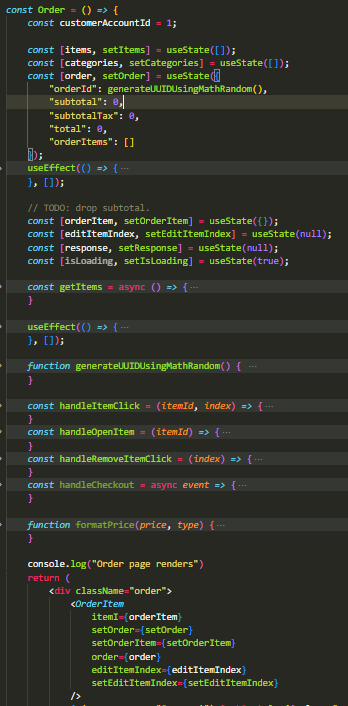 const Order = () => {
const customerAccountId = 1;
const [items, setItems] = useState([]);
const [categories, setCategories] = useState([]);
const [order, setOrder] = useState({
"orderId": generateUUIDUsingMathRandom(),
"subtotal": 0,
"subtotalTax": 0,
"total": 0,
"orderItems": []
});
useEffect(() => { ···
}, []);
// TODO: drop subtotal.
const [orderItem, setOrderItem] = useState({});
const [editItemIndex, setEditItemIndex] = useState(null);
const [response, setResponse] = useState(null);
const [isLoading, setIsLoading] = useState(true);
const getItems = async () => { ···
}
useEffect(() => { ···
}, []);
function generateUUIDUsingMathRandom() { ···
}
const handleItemClick = (itemId, index) => { ···
}
const handleOpenItem = (itemId) => { ···
}
const handleRemoveItemClick = (index) => { ···
}
const handleCheckout = async event => { ···
}
function formatPrice(price, type) { ···
}
console.log("Order page renders")
return (
<div className="order">
<OrderItem
itemI={orderItem}
setOrder={setOrder}
setOrderItem={setOrderItem}
order={order}
editItemIndex={editItemIndex}
setEditItemIndex={setEditItemIndex}
/>